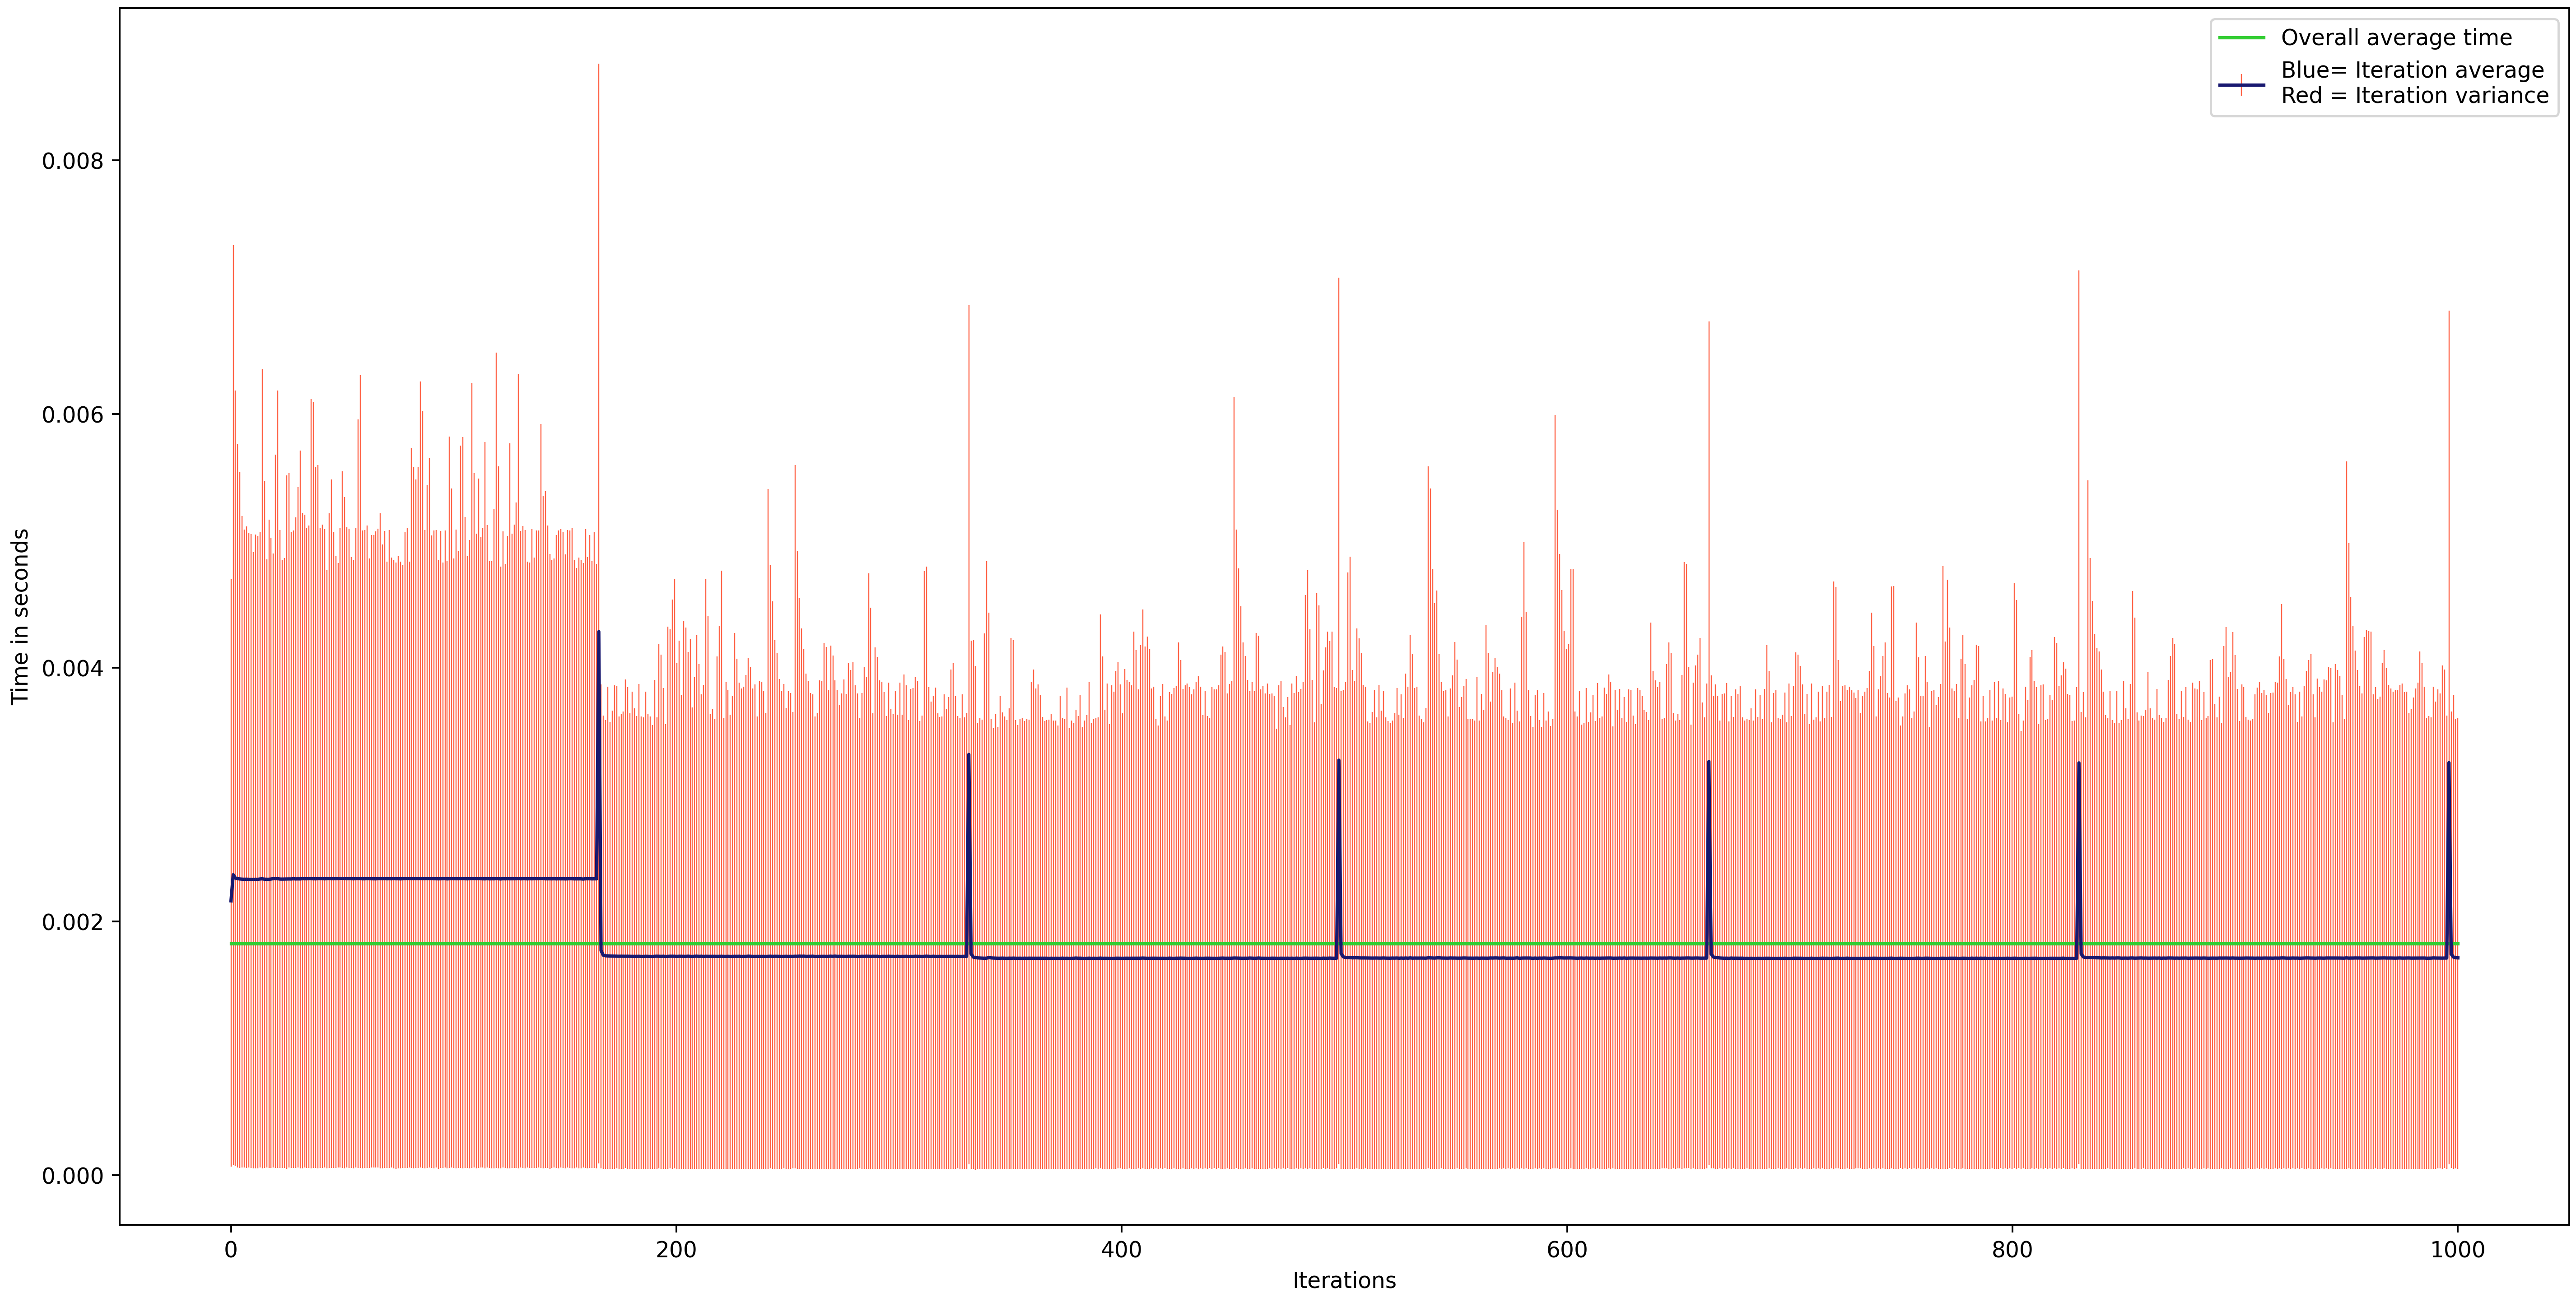 Overall average time
Blue= Iteration average
Red = Iteration variance
0.008
0.006
0.004
0.002
0.000
Time in seconds
0 200 400 600 800 1000
Iterations